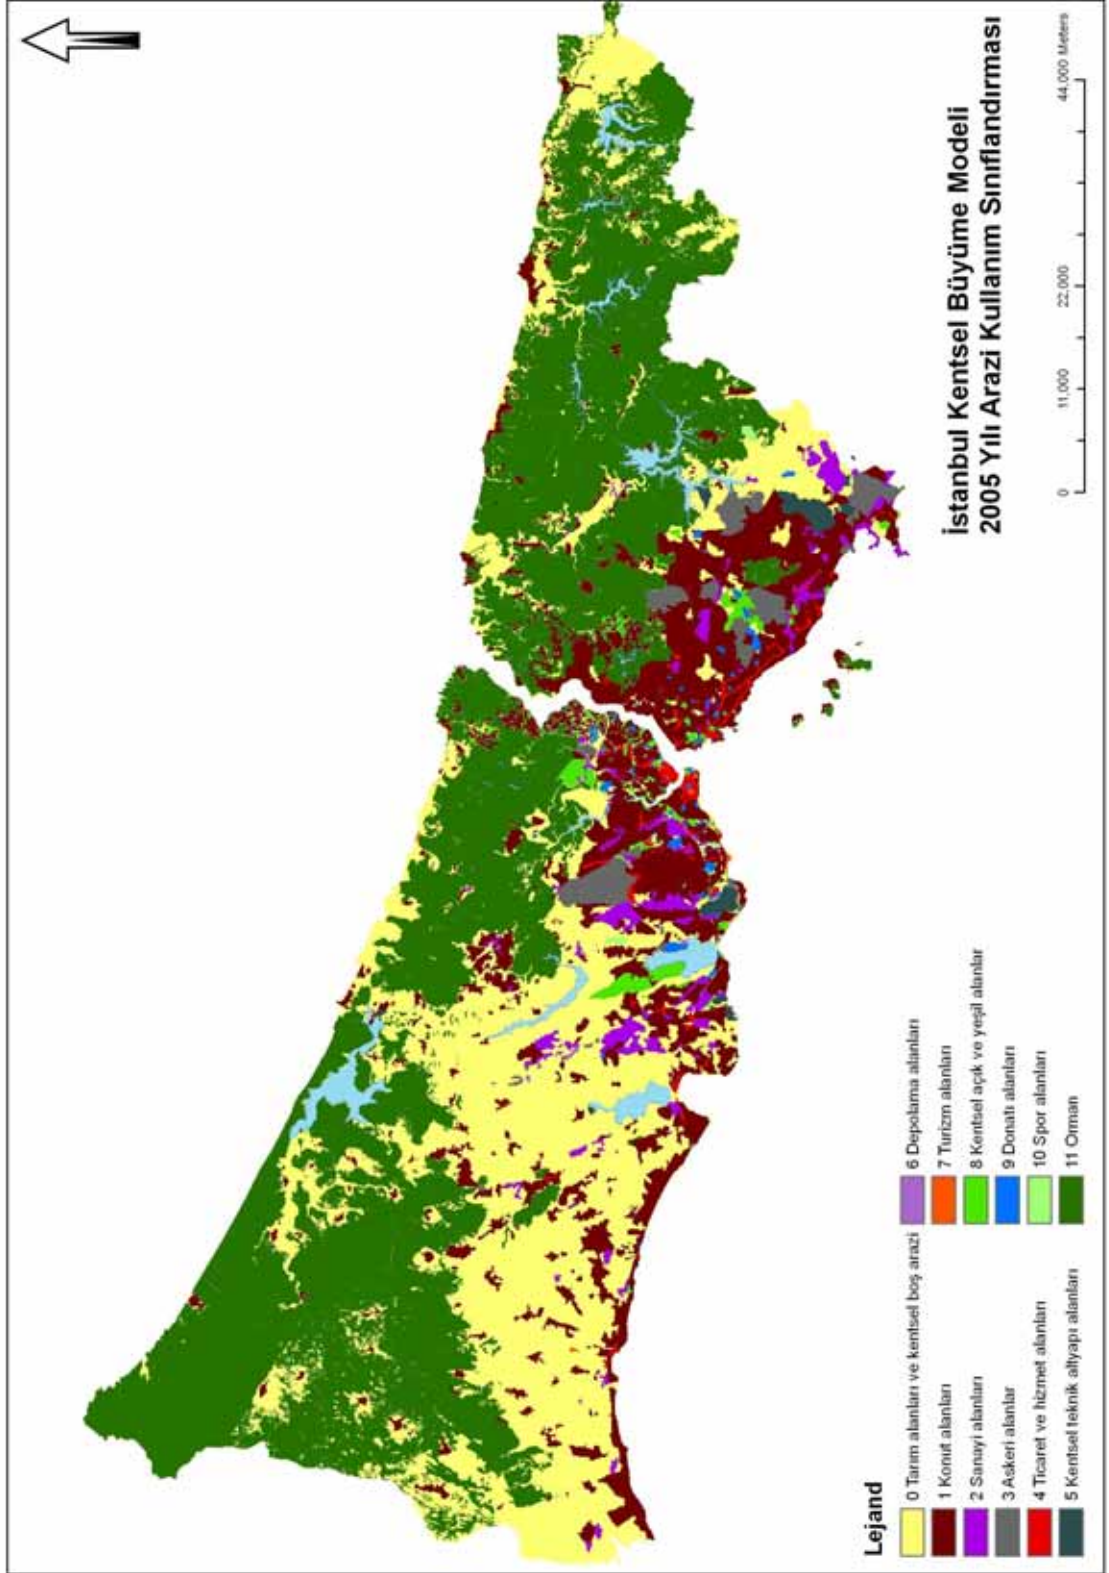 İstanbul Kentsel Büyüme Modeli
2005 Yılı Arazi Kullanım Sınıflandırması
0 11,000 22,000 44,000 Meters
Lejand
0 Tarım alanları ve kentsel boş arazi
1 Konut alanları
2 Sanayi alanları
3 Askeri alanlar
4 Ticaret ve hizmet alanları
5 Kentsel teknik altyapı alanları
6 Depolama alanları
7 Turizm alanları
8 Kentsel açık ve yeşil alanlar
9 Donatı alanları
10 Spor alanları
11 Orman